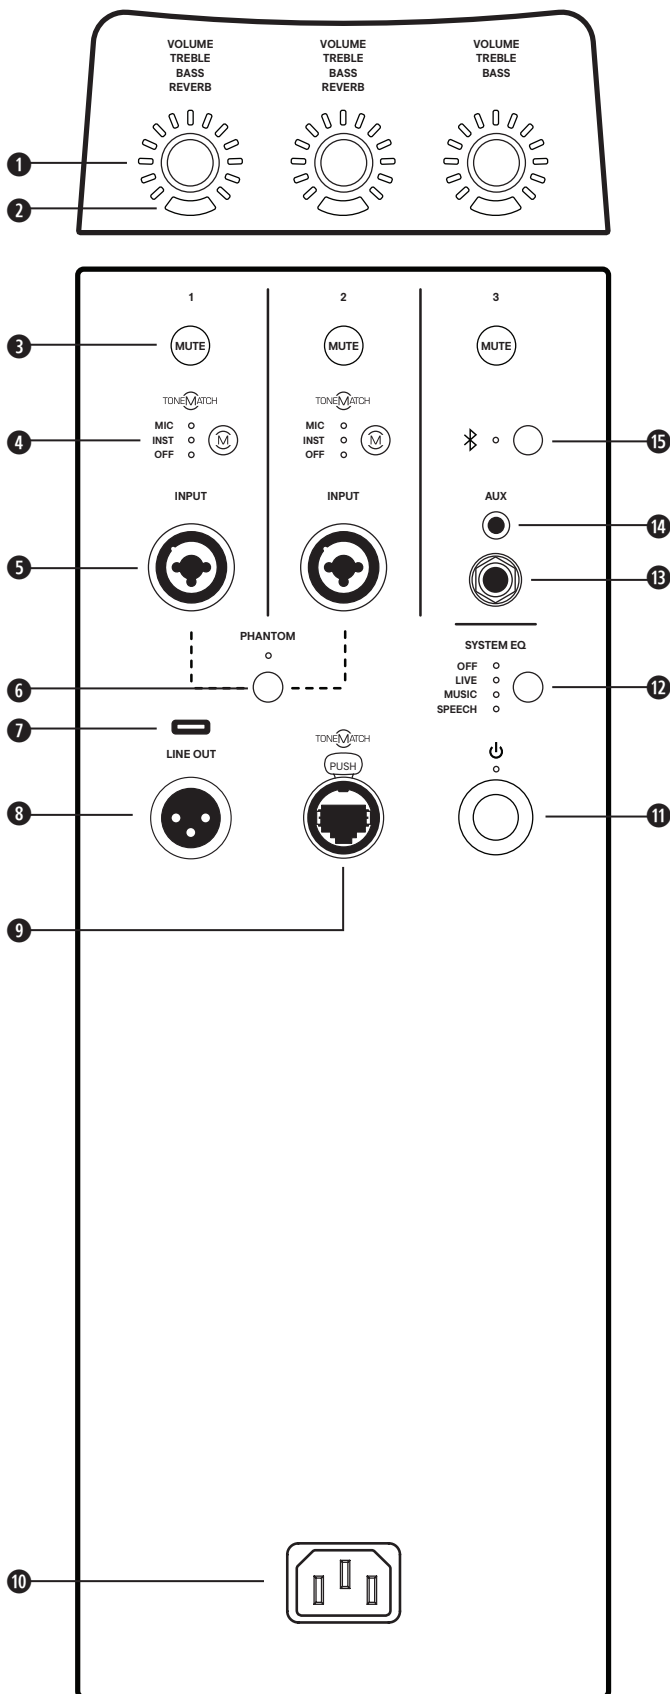 VOLUME
TREBLE
BASS
REVERB
VOLUME
TREBLE
BASS
REVERB
VOLUME
TREBLE
BASS
1
2
1
2
3
3
MUTE
MUTE
MUTE
TONEMATCH
TONEMATCH
4
MIC
INST
OFF
M
MIC
INST
OFF
M
15
INPUT
INPUT
AUX
14
5
13
PHANTOM
SYSTEM EQ
OFF
LIVE
MUSIC
SPEECH
6
12
7
LINE OUT
TONEMATCH
PUSH
8
11
9
10